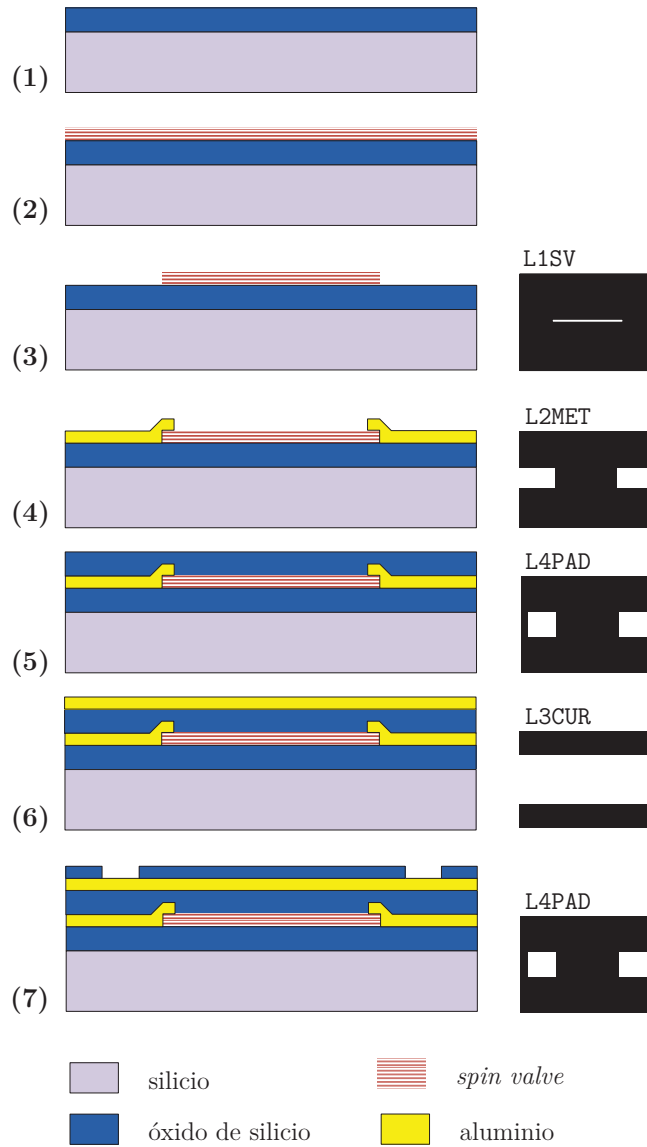 (1)
(2)
L1SV
(3)
L2MET
(4)
L4PAD
(5)
L3CUR
(6)
L4PAD
(7)
silicio
spin valve
óxido de silicio
aluminio